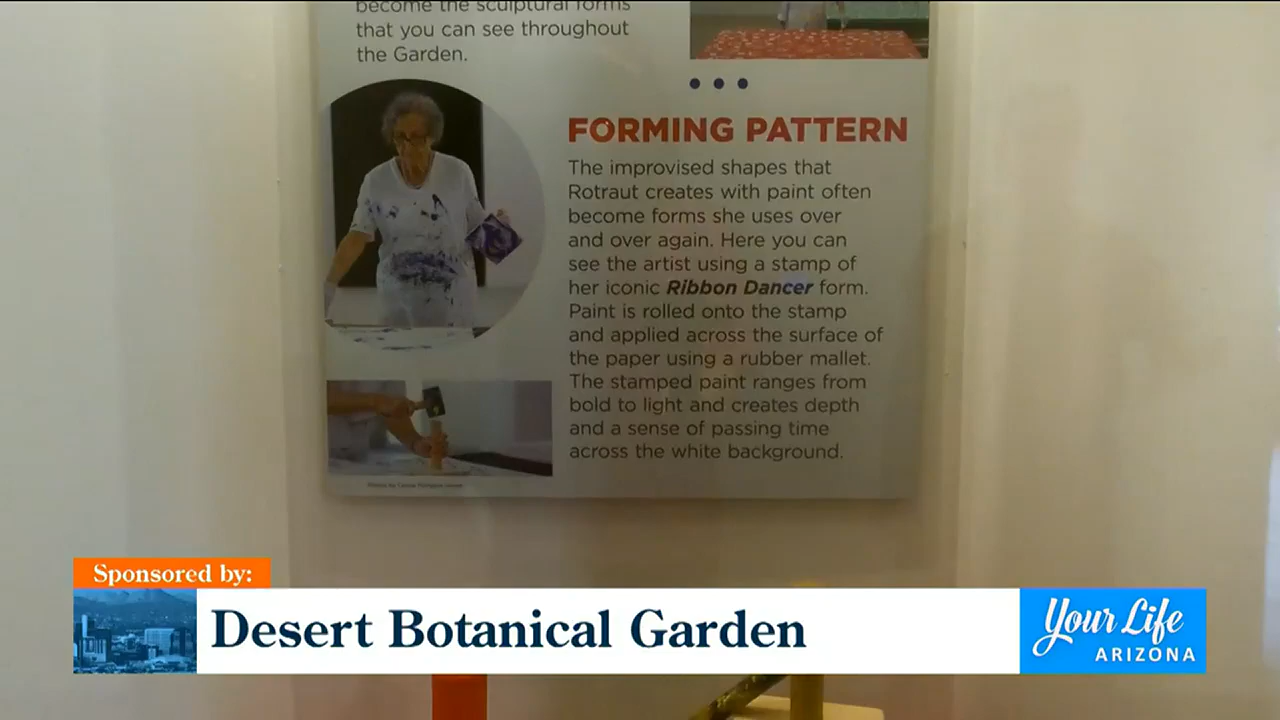 become the sculptural forms
that you can see throughout
the Garden.
FORMING PATTERN
The improvised shapes that
Rotraut creates with paint often
become forms she uses over
and over again. Here you can
see the artist using a stamp of
her iconic Ribbon Dancer form.
Paint is rolled onto the stamp
and applied across the surface of
the paper using a rubber mallet.
The stamped paint ranges from
bold to light and creates depth
and a sense of passing time
across the white background.
Sponsored by:
Desert Botanical Garden
Your Life
ARIZONA